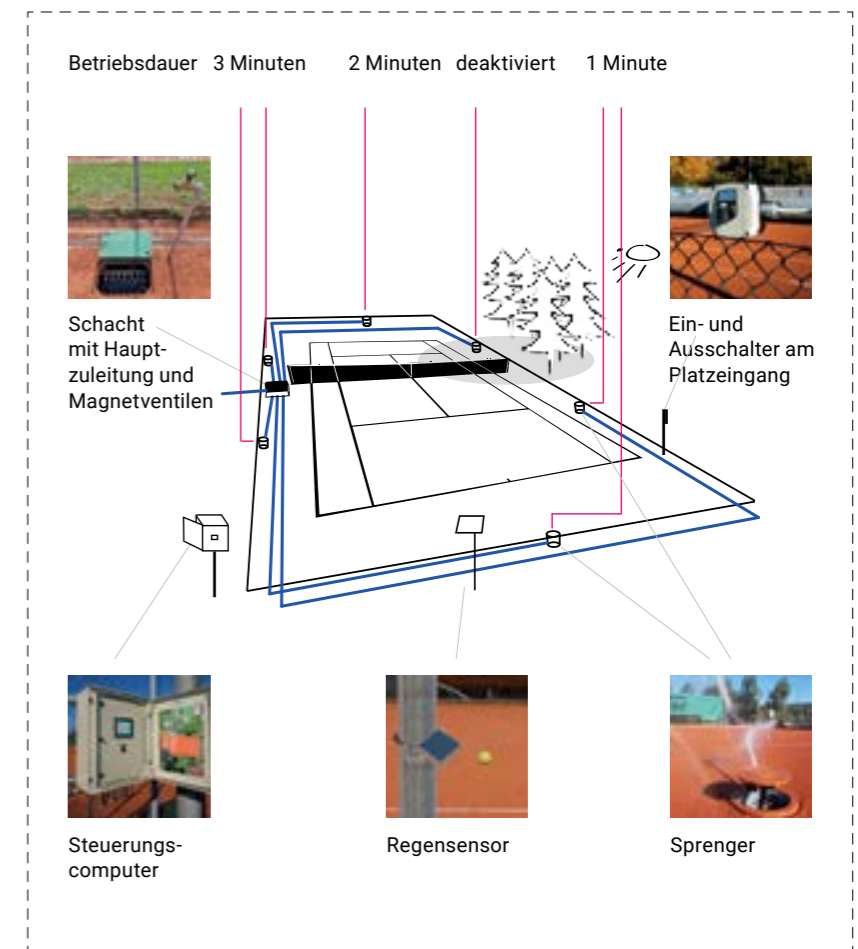 Betriebsdauer 3 Minuten 2 Minuten deaktiviert 1 Minute
Schacht
mit Haupt-
zuleitung und
Magnetventilen
Ein- und
Ausschalter am
Platzeingang
Steuerungs-
computer
Regensensor
Sprenger